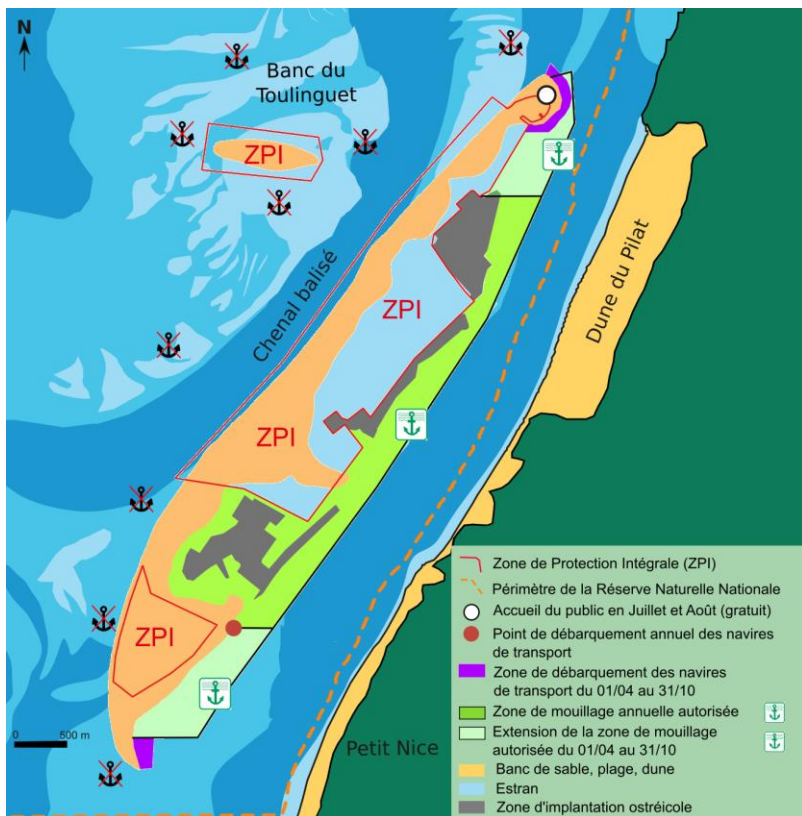 N
Banc du
Toulinguet
ZPI
Chenal balisé
ZPI
Dune du Pilat
ZPI
ZPI
500 m
0
Petit Nice
Zone de Protection Intégrale (ZPI)
Périmètre de la Réserve Naturelle Nationale
Accueil du public en Juillet et Août (gratuit)
Point de débarquement annuel des navires
de transport
Zone de débarquement des navires
de transport du 01/04 au 31/10
Zone de mouillage annuelle autorisée
Extension de la zone de mouillage
autorisée du 01/04 au 31/10
Banc de sable, plage, dune
Estran
Zone d'implantation ostréicole